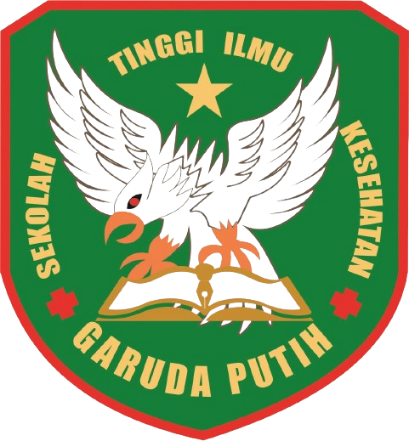 SEKOLAH
TINGGI ILMU
KESEHATAN
GARUDA PUTIH